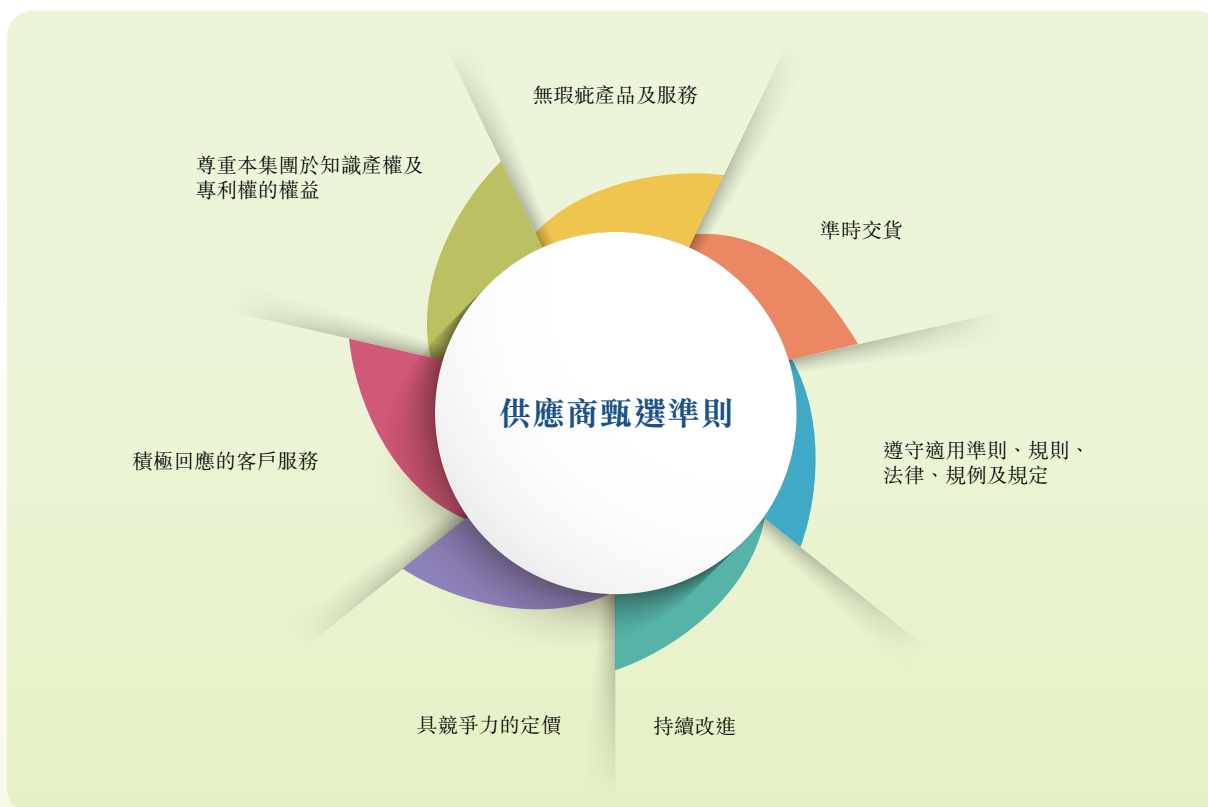 無瑕疵產品及服務
尊重本集團於知識產權及
專利權的權益
準時交貨
供應商甄選準則
遵守適用準則、規則、
法律、規例及規定
積極回應的客戶服務
具競爭力的定價
持續改進